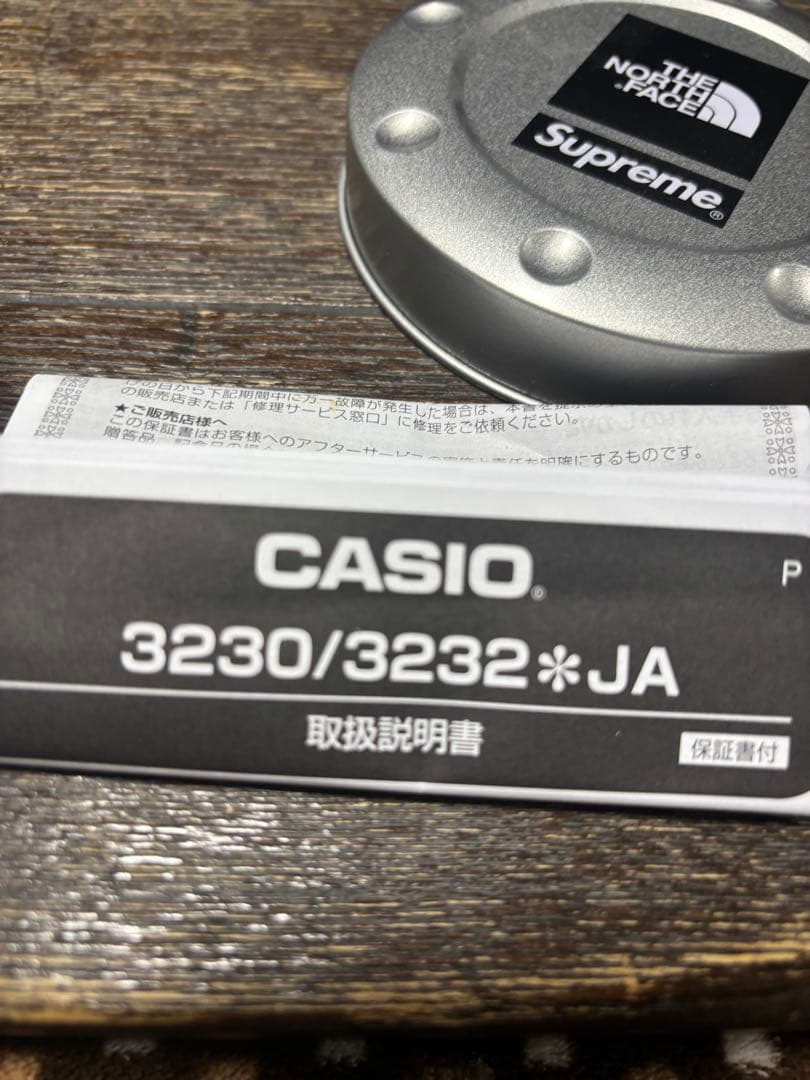 THE
NORTH
FACE
Supreme®
の販売店または「修理サービス窓口」に修理をご依頼ください。
★ご販売店様へ
この保証書はお客様へのアフターサービスの実施と責任を明確にするものです。
CASIO®
P
3230/3232＊JA
取扱説明書
保証書付